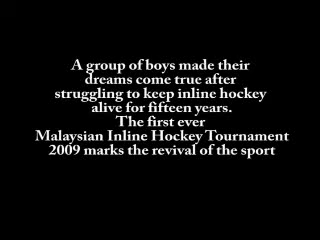 A group of boys made their
dreams come true after
struggling to keep inline hockey
alive for fifteen years.
The first ever
Malaysian Inline Hockey Tournament
2009 marks the revival of the sport